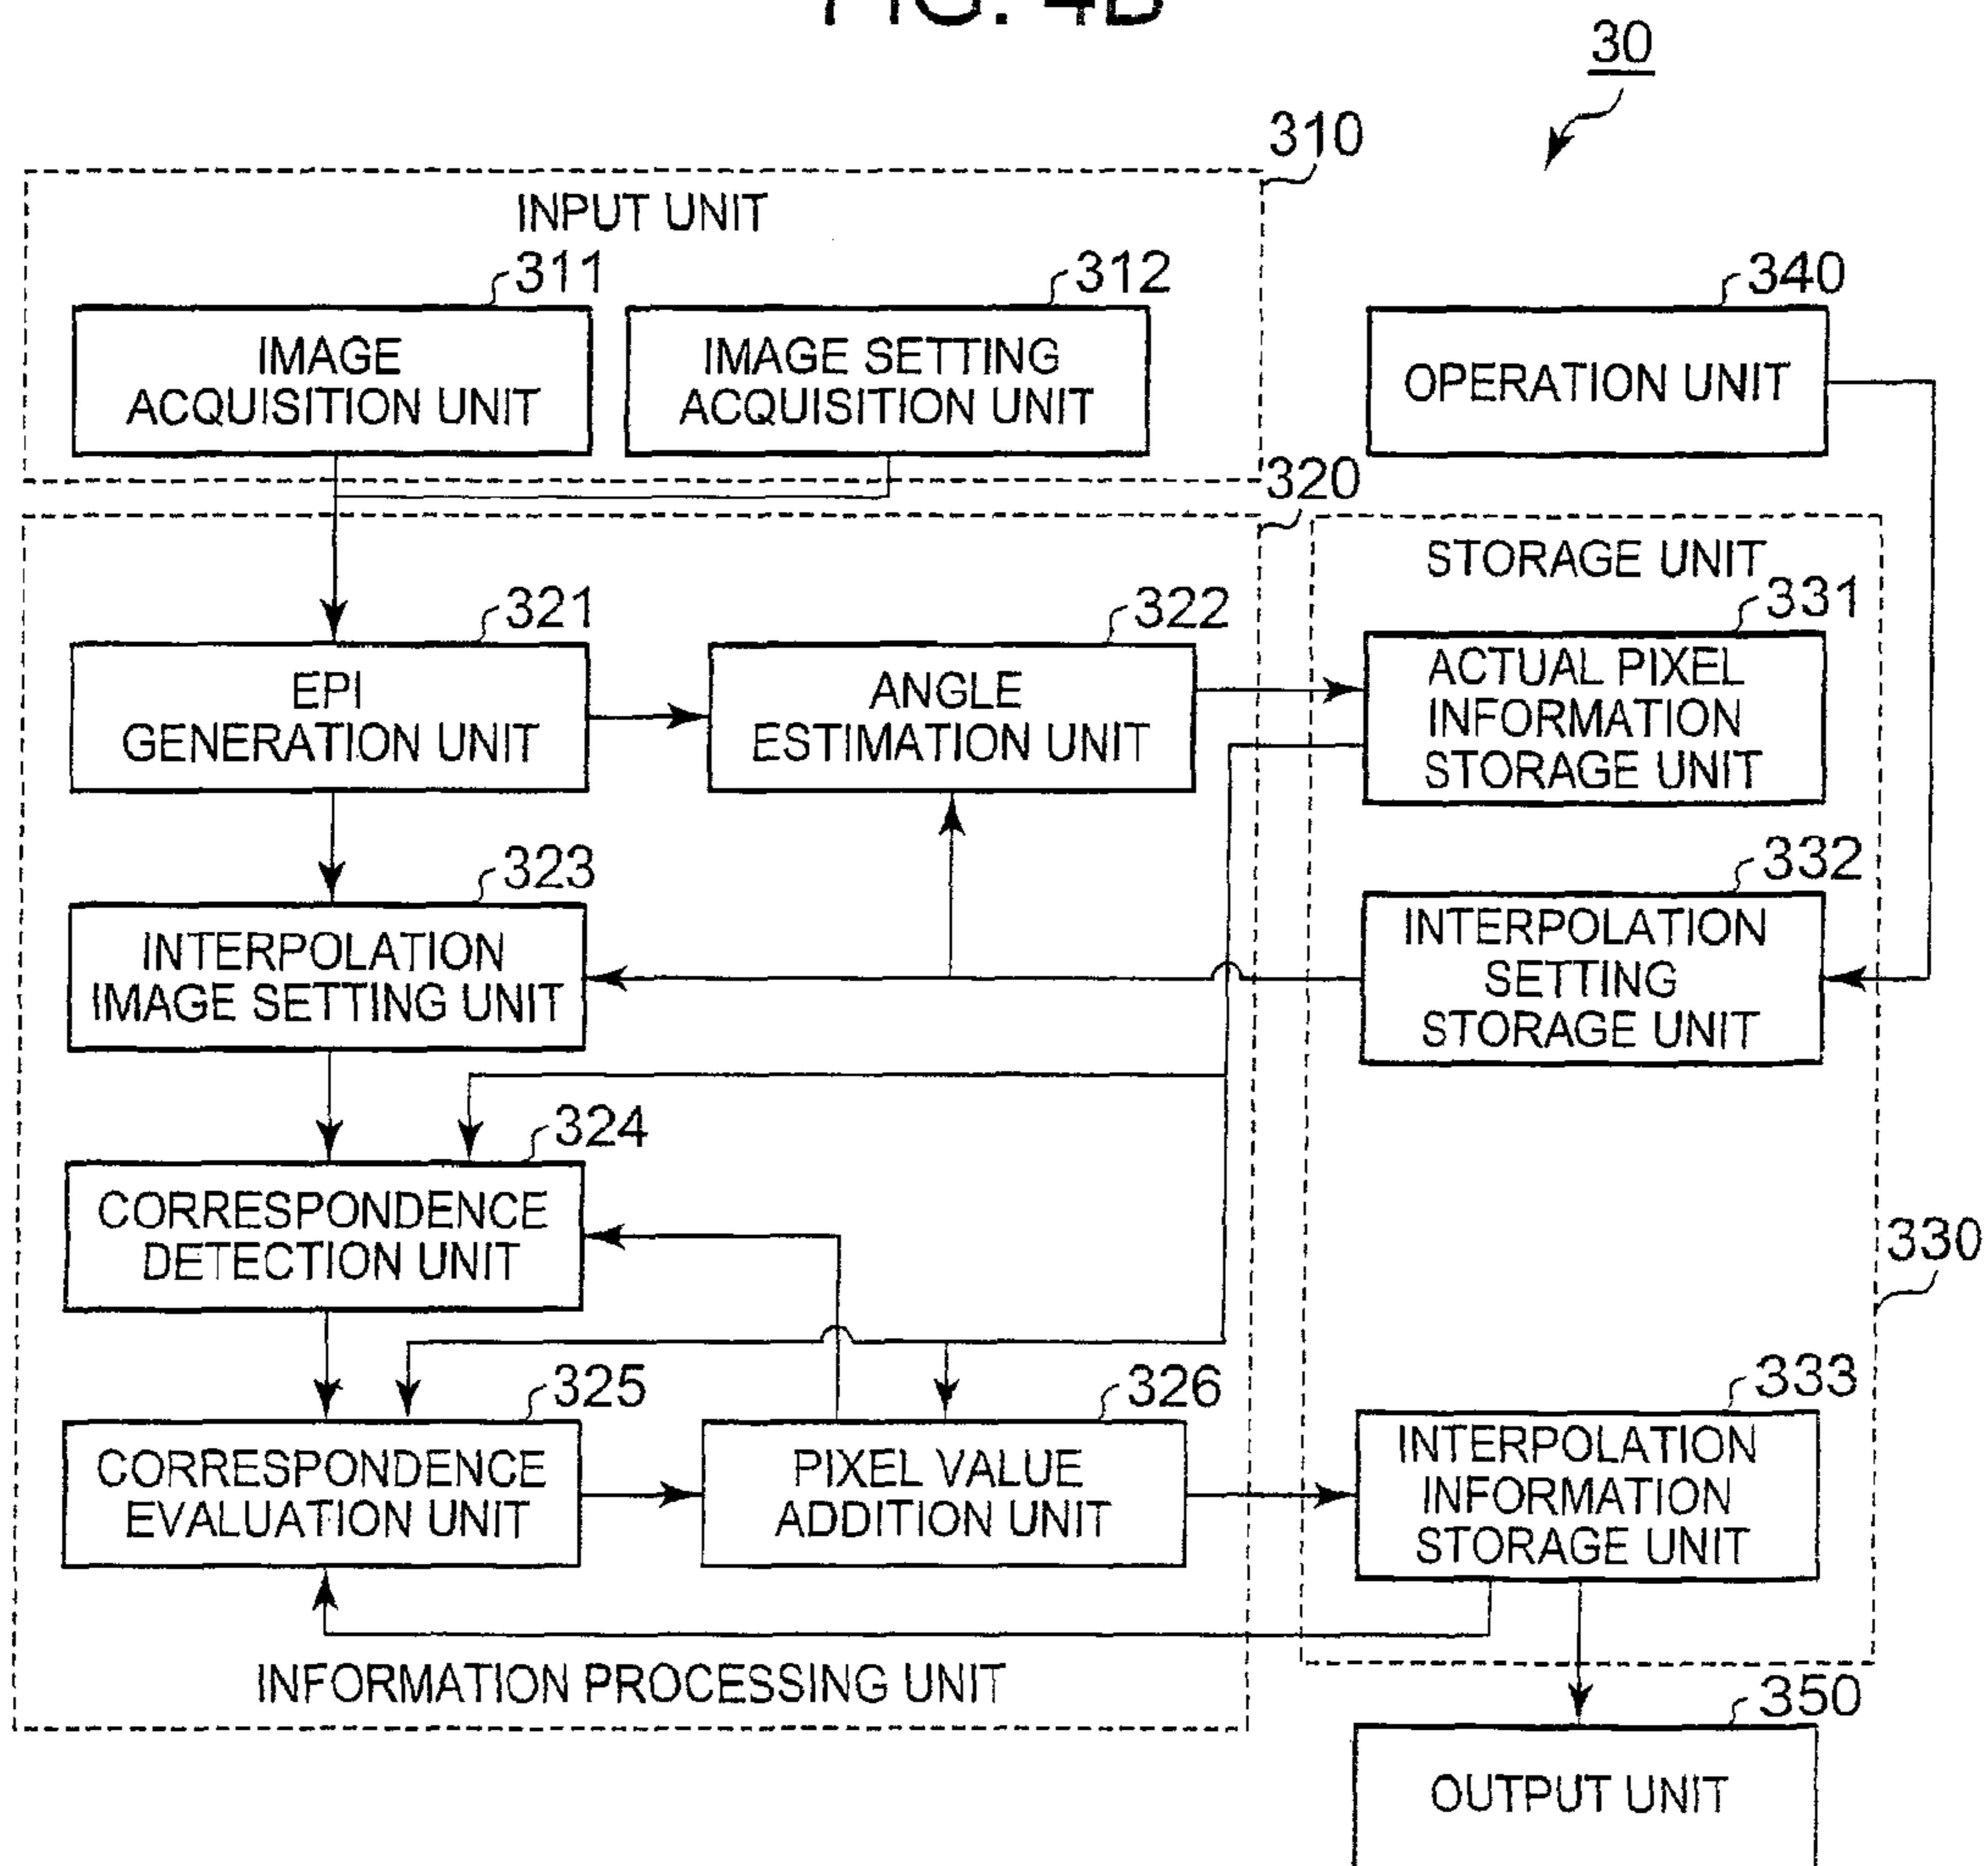 FIG. 4B
30
310
INPUT UNIT
311
312
340
IMAGE
ACQUISITION UNIT
IMAGE SETTING
ACQUISITION UNIT
OPERATION UNIT
320
STORAGE UNIT
321
322
331
EPI
GENERATION UNIT
ANGLE
ESTIMATION UNIT
ACTUAL PIXEL
INFORMATION
STORAGE UNIT
323
332
INTERPOLATION
IMAGE SETTING UNIT
INTERPOLATION
SETTING
STORAGE UNIT
324
CORRESPONDENCE
DETECTION UNIT
330
325
326
333
CORRESPONDENCE
EVALUATION UNIT
PIXEL VALUE
ADDITION UNIT
INTERPOLATION
INFORMATION
STORAGE UNIT
INFORMATION PROCESSING UNIT
350
OUTPUT UNIT